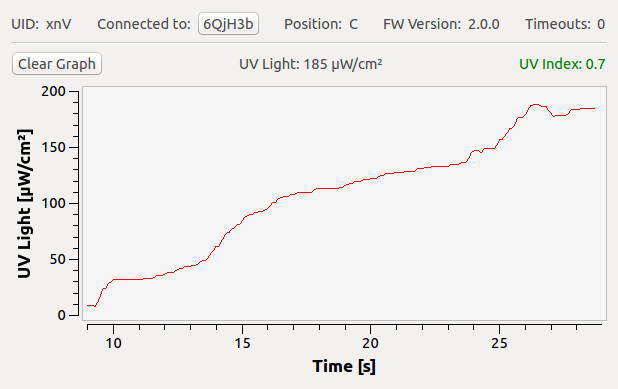 UID: xnV Connected to: 6QjH3b Position: C FW Version: 2.0.0 Timeouts: 0
Clear Graph UV Light: 185 µW/cm² UV Index: 0.7
UV Light [µW/cm²]
200
150
100
50
0
10 15 20 25
Time [s]